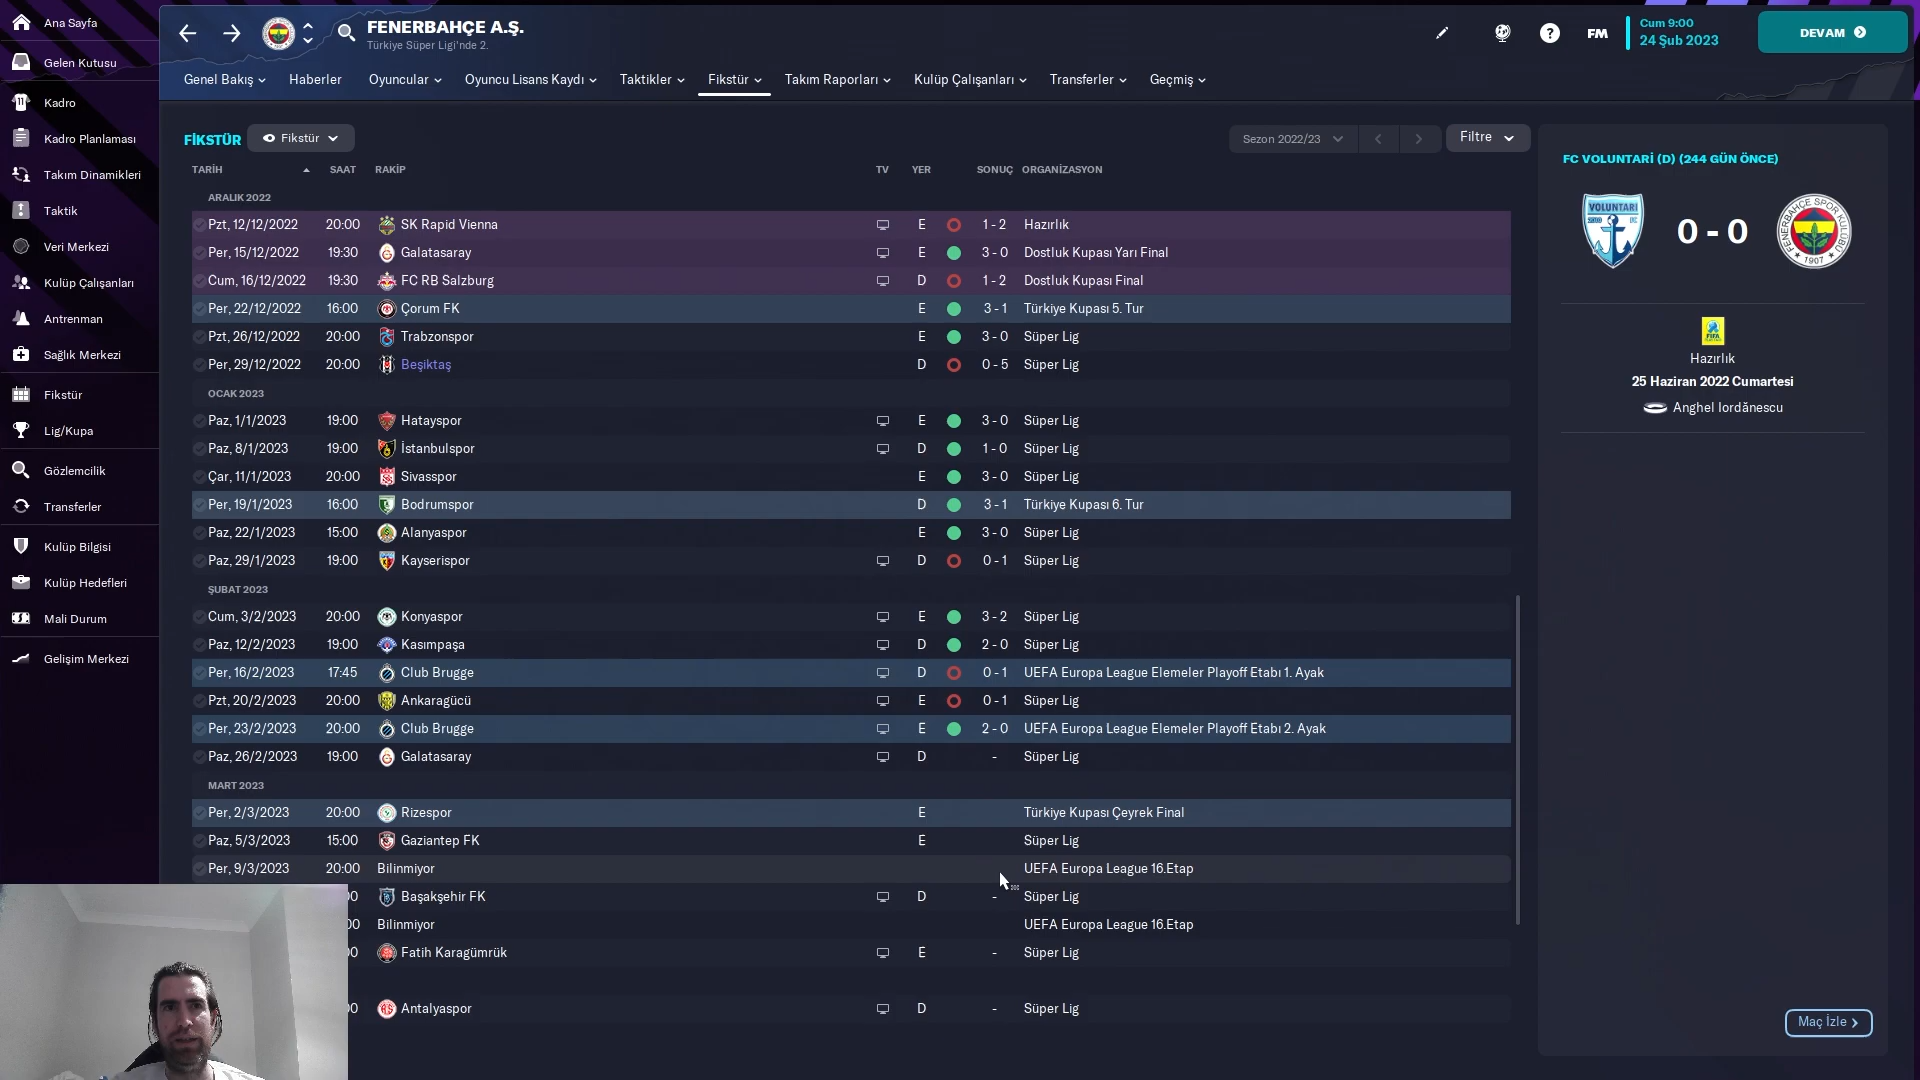 Ana Sayfa
Gelen Kutusu
Kadro
Kadro Planlaması
Takım Dinamikleri
Taktik
Veri Merkezi
Kulüp Çalışanları
Antrenman
Sağlık Merkezi
Fikstür
Lig/Kupa
Gözlemcilik
Transferler
Kulüp Bilgisi
Kulüp Hedefleri
Mali Durum
Gelişim Merkezi
FENERBAHÇE A.Ş.
Türkiye Süper Ligi'nde 2.
FM
Cum 9:00
24 Şub 2023
DEVAM
Genel Bakış Haberler Oyuncular Oyuncu Lisans Kaydı Taktikler Fikstür Takım Raporları Kulüp Çalışanları Transferler Geçmiş
FİKSTÜR Fikstür Sezon 2022/23 Filtre
TARİH SAAT RAKİP TV YER SONUÇ ORGANİZASYON
ARALIK 2022
Pzt, 12/12/2022 20:00 SK Rapid Vienna E 1 - 2 Hazırlık
Per, 15/12/2022 19:30 Galatasaray E 3 - 0 Dostluk Kupası Yarı Final
Cum, 16/12/2022 19:30 FC RB Salzburg D 1 - 2 Dostluk Kupası Final
Per, 22/12/2022 16:00 Çorum FK E 3 - 1 Türkiye Kupası 5. Tur
Pzt, 26/12/2022 20:00 Trabzonspor E 3 - 0 Süper Lig
Per, 29/12/2022 20:00 Beşiktaş D 0 - 5 Süper Lig
OCAK 2023
Paz, 1/1/2023 19:00 Hatayspor E 3 - 0 Süper Lig
Paz, 8/1/2023 19:00 İstanbulspor D 1 - 0 Süper Lig
Çar, 11/1/2023 20:00 Sivasspor E 3 - 0 Süper Lig
Per, 19/1/2023 16:00 Bodrumspor D 3 - 1 Türkiye Kupası 6. Tur
Paz, 22/1/2023 15:00 Alanyaspor E 3 - 0 Süper Lig
Paz, 29/1/2023 19:00 Kayserispor D 0 - 1 Süper Lig
ŞUBAT 2023
Cum, 3/2/2023 20:00 Konyaspor E 3 - 2 Süper Lig
Paz, 12/2/2023 19:00 Kasımpaşa D 2 - 0 Süper Lig
Per, 16/2/2023 17:45 Club Brugge D 0 - 1 UEFA Europa League Elemeler Playoff Etabı 1. Ayak
Pzt, 20/2/2023 20:00 Ankaragücü E 0 - 1 Süper Lig
Per, 23/2/2023 20:00 Club Brugge E 2 - 0 UEFA Europa League Elemeler Playoff Etabı 2. Ayak
Paz, 26/2/2023 19:00 Galatasaray D - Süper Lig
MART 2023
Per, 2/3/2023 20:00 Rizespor E Türkiye Kupası Çeyrek Final
Paz, 5/3/2023 15:00 Gaziantep FK E Süper Lig
Per, 9/3/2023 20:00 Bilinmiyor UEFA Europa League 16.Etap
Başakşehir FK D - Süper Lig
Bilinmiyor UEFA Europa League 16.Etap
Fatih Karagümrük E - Süper Lig
Antalyaspor D - Süper Lig
FC VOLUNTARİ (D) (244 GÜN ÖNCE)
VOLUNTARI
0 - 0
FENERBAHÇE SPOR KULÜBÜ
1907
Hazırlık
25 Haziran 2022 Cumartesi
Anghel Iordănescu
Maç İzle